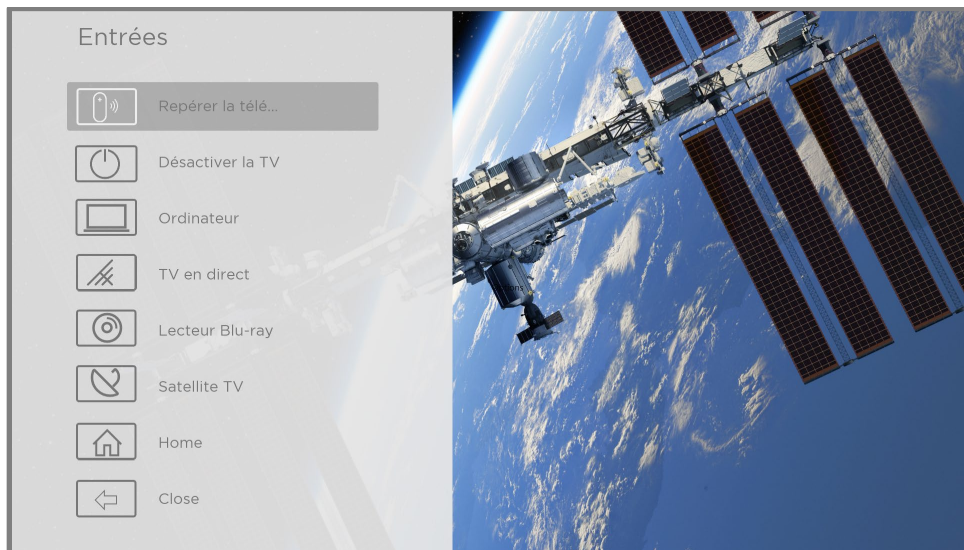 Entrées
Repérer la télé...
Désactiver la TV
Ordinateur
TV en direct
Lecteur Blu-ray
Satellite TV
Home
Close